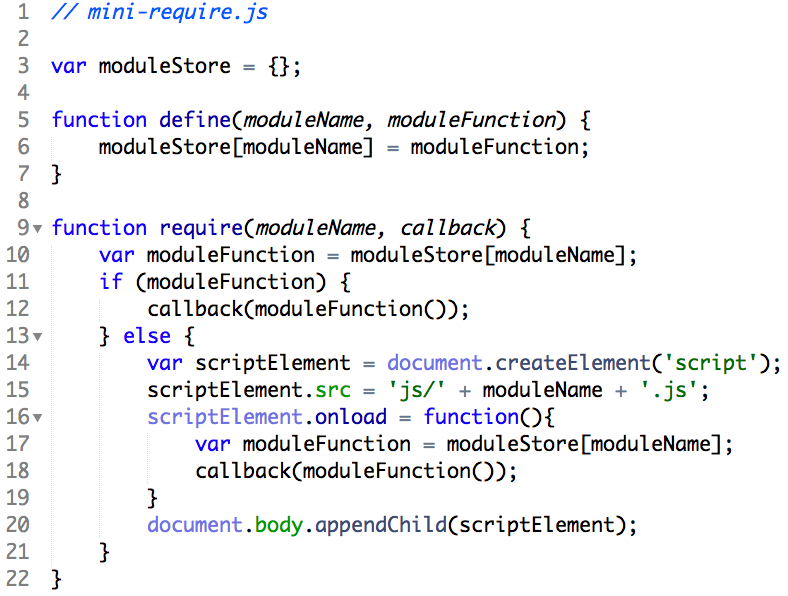 1 // mini-require.js
2
3 var moduleStore = {};
4
5 function define(moduleName, moduleFunction) {
6     moduleStore[moduleName] = moduleFunction;
7 }
8
9 function require(moduleName, callback) {
10     var moduleFunction = moduleStore[moduleName];
11     if (moduleFunction) {
12         callback(moduleFunction());
13     } else {
14         var scriptElement = document.createElement('script');
15         scriptElement.src = 'js/' + moduleName + '.js';
16         scriptElement.onload = function(){
17             var moduleFunction = moduleStore[moduleName];
18             callback(moduleFunction());
19         }
20         document.body.appendChild(scriptElement);
21     }
22 }